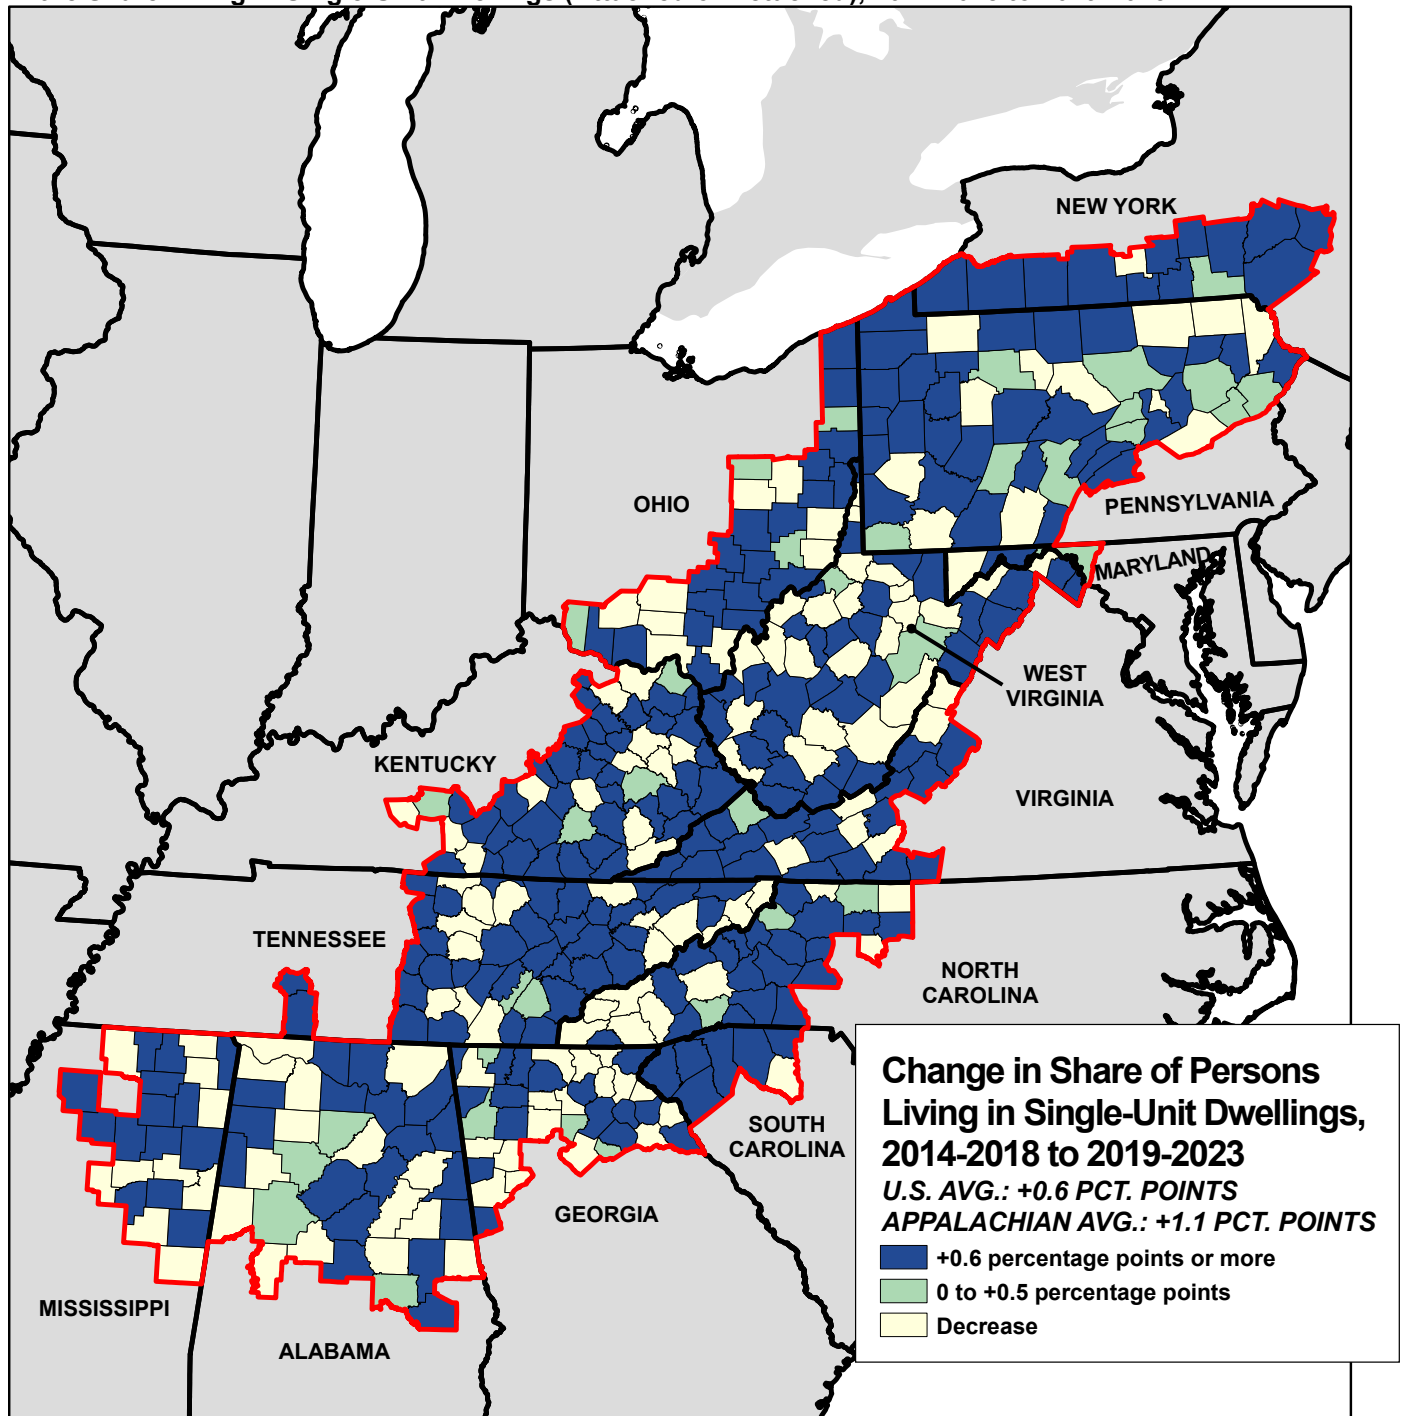 NEW YORK
OHIO
PENNSYLVANIA
MARYLAND
WEST
VIRGINIA
KENTUCKY
VIRGINIA
TENNESSEE
NORTH
CAROLINA
SOUTH
CAROLINA
GEORGIA
MISSISSIPPI
ALABAMA
Change in Share of Persons
Living in Single-Unit Dwellings,
2014-2018 to 2019-2023
U.S. AVG.: +0.6 PCT. POINTS
APPALACHIAN AVG.: +1.1 PCT. POINTS
+0.6 percentage points or more
0 to +0.5 percentage points
Decrease